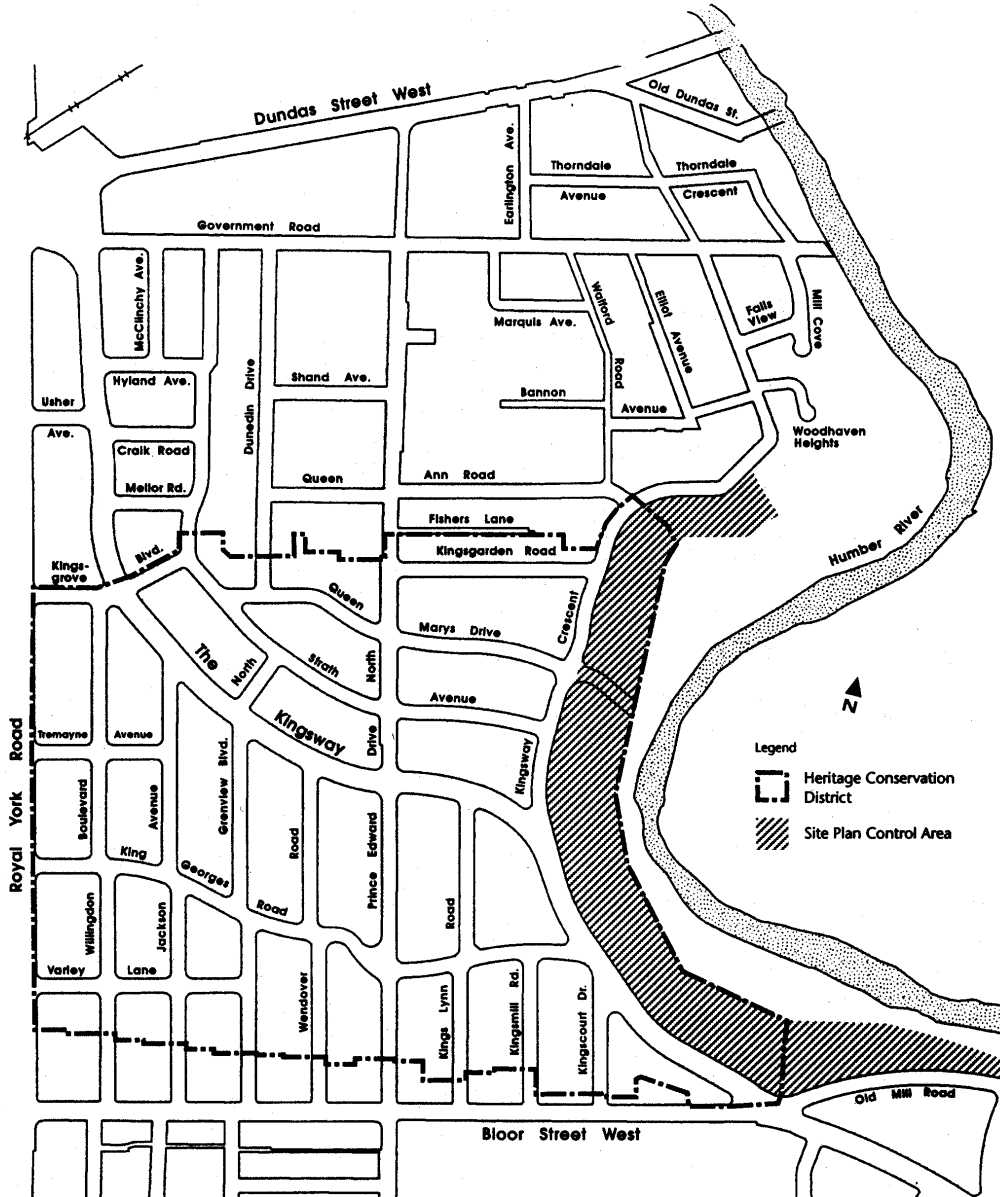 Dundas Street West
Old Dundas St.
Earlington Ave.
Thorndale
Avenue
Thorndale
Crescent
Government Road
McClinchy Ave.
Walford
Road
Elliot Avenue
Falls
View
Mill Cove
Marquis Ave.
Hyland Ave.
Dunedin Drive
Shand Ave.
Bannon
Avenue
Usher
Ave.
Craik Road
Mellor Rd.
Woodhaven
Heights
Queen
Ann Road
Fishers Lane
Kingsgarden Road
Humber River
Kings-
grove
Blvd.
Queen
Marys Drive
Crescent
The
North
Strath
North
Avenue
Kingsway
Drive
Kingsway
N
Tremayne
Avenue
Royal York Road
Boulevard
Avenue
Grenview Blvd.
Road
Prince Edward
King
Georges
Road
Road
Legend
Heritage Conservation
District
Site Plan Control Area
Willingdon
Jackson
Varley
Lane
Wendover
Kings Lynn
Kingsmill Rd.
Kingscourt Dr.
Old Mill Road
Bloor Street West